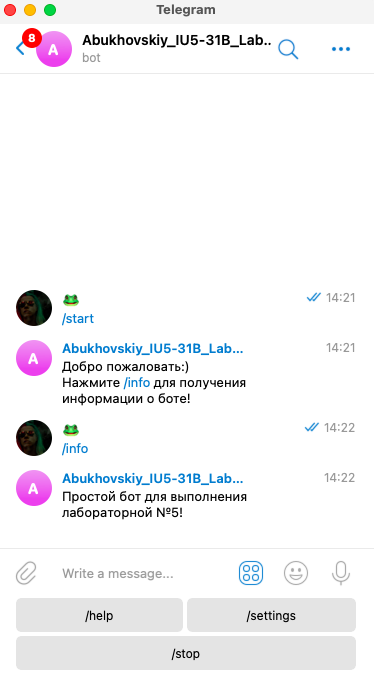 Telegram
8
A
Abukhovskiy_IU5-31B_Lab..
bot
14:21
/start
A
Abukhovskiy_IU5-31B_Lab...
14:21
Добро пожаловать:)
Нажмите /info для получения
информации о боте!
14:22
/info
A
Abukhovskiy_IU5-31B_Lab...
14:22
Простой бот для выполнения
лабораторной №5!
Write a message...
/help
/settings
/stop